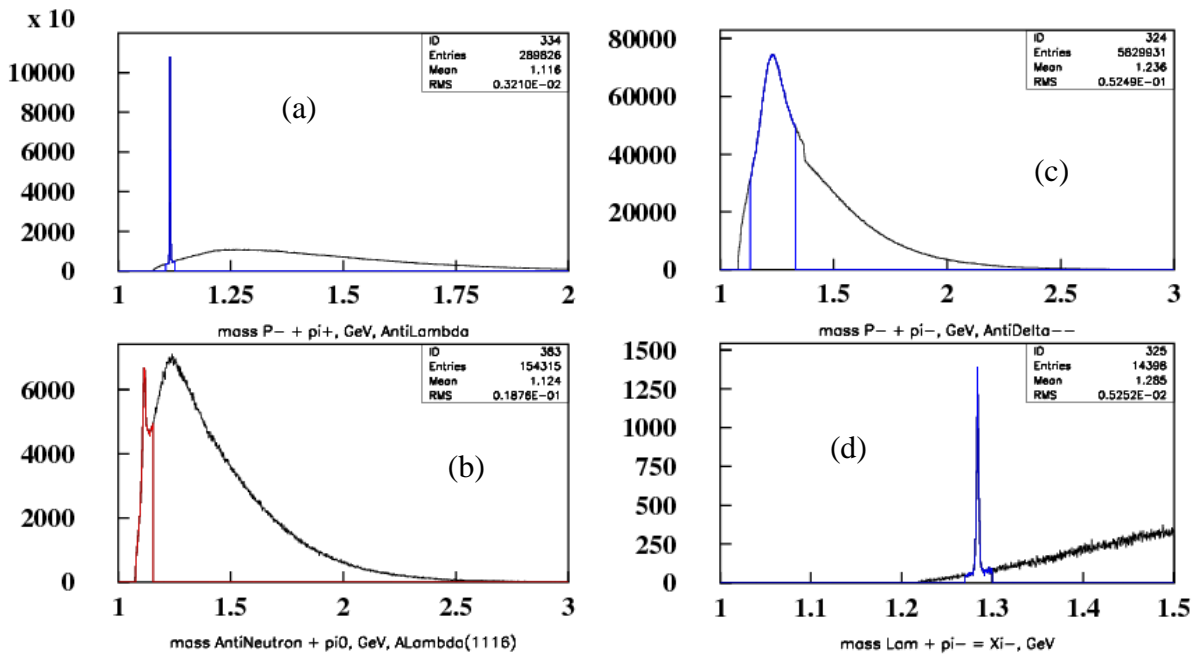 x 10
ID 334
Entries 289826
Mean 1.116
RMS 0.3210E-02
(a)
10000
8000
6000
4000
2000
0
1 1.25 1.5 1.75 2
mass P- + pi+, GeV, AntiLambda
ID 324
Entries 5829931
Mean 1.236
RMS 0.5249E-01
(c)
80000
60000
40000
20000
0
1 1.5 2 2.5 3
mass P- + pi-, GeV, AntiDelta--
ID 383
Entries 154315
Mean 1.124
RMS 0.1876E-01
(b)
6000
4000
2000
0
1 1.5 2 2.5 3
mass AntiNeutron + pi0, GeV, ALambda(1116)
ID 325
Entries 14398
Mean 1.285
RMS 0.5252E-02
(d)
1500
1250
1000
750
500
250
0
1 1.1 1.2 1.3 1.4 1.5
mass Lam + pi- = Xi-, GeV